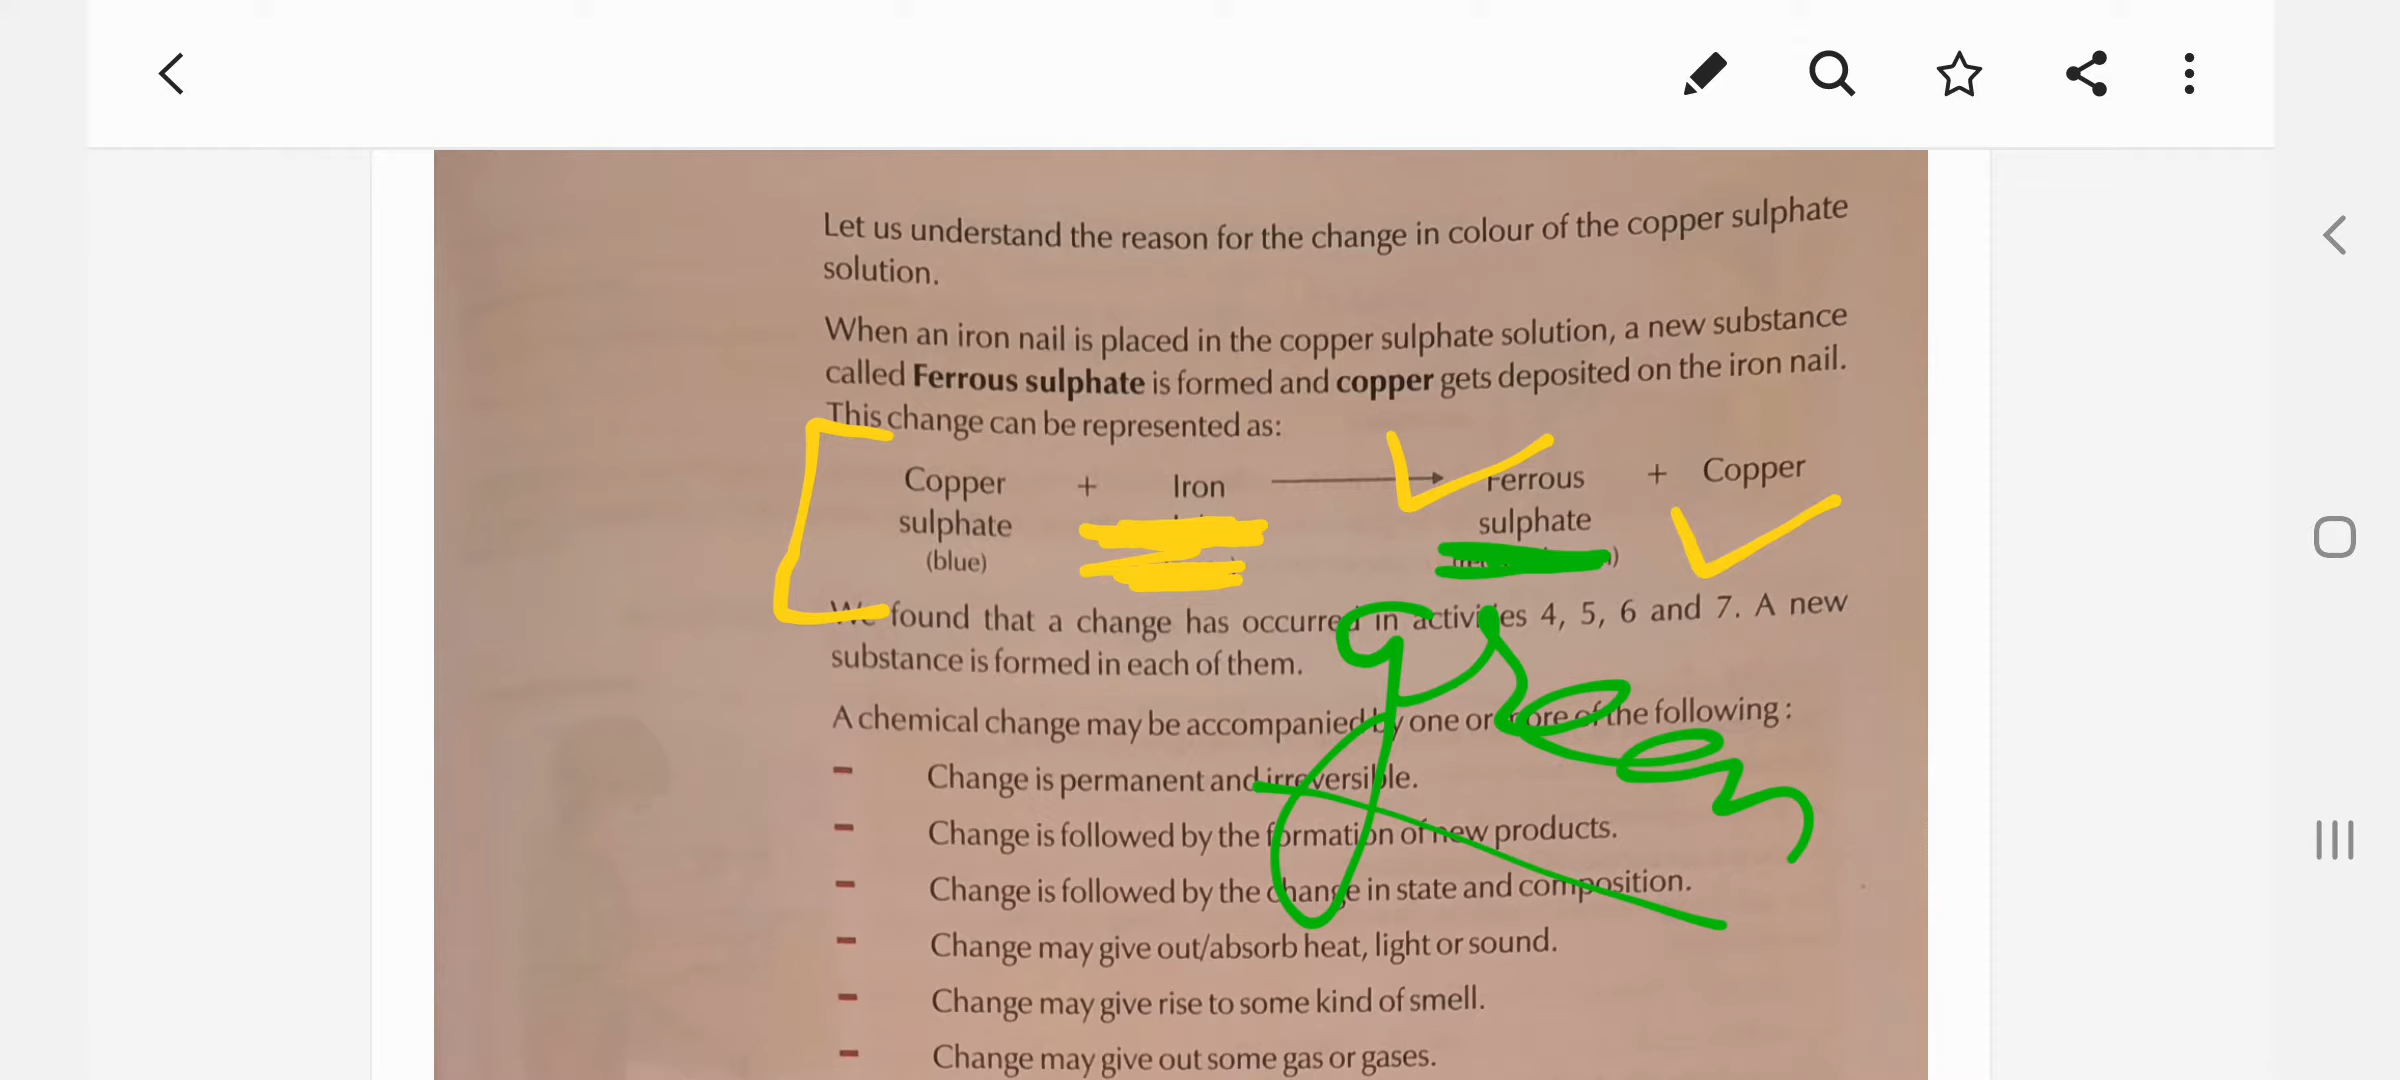 Let us understand the reason for the change in colour of the copper sulphate
solution.
When an iron nail is placed in the copper sulphate solution, a new substance
called Ferrous sulphate is formed and copper gets deposited on the iron nail.
This change can be represented as:
Copper + Iron Ferrous + Copper
sulphate sulphate
(blue)
We found that a change has occurred in activities 4, 5, 6 and 7. A new
substance is formed in each of them.
green
A chemical change may be accompanied by one or more of the following :
Change is permanent and irreversible.
Change is followed by the formation of new products.
Change is followed by the change in state and composition.
Change may give out/absorb heat, light or sound.
Change may give rise to some kind of smell.
Change may give out some gas or gases.